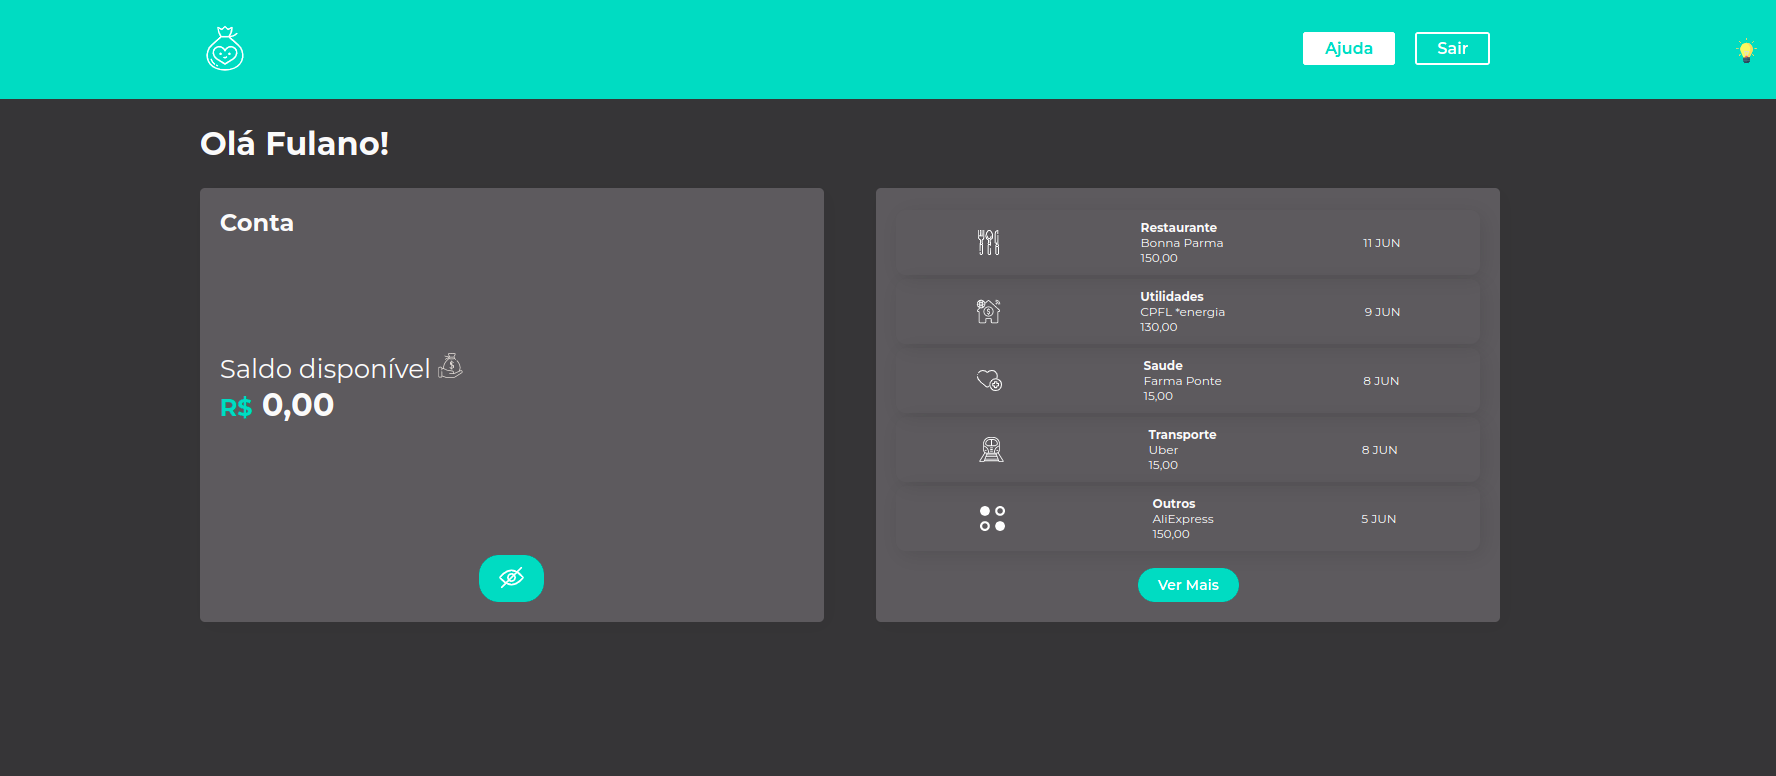 Ajuda
Sair
Olá Fulano!
Conta
Saldo disponível
R$ 0,00
Restaurante
Bonna Parma
150,00
11 JUN
Utilidades
CPFL *energia
130,00
9 JUN
Saude
Farma Ponte
15,00
8 JUN
Transporte
Uber
15,00
8 JUN
Outros
AliExpress
150,00
5 JUN
Ver Mais